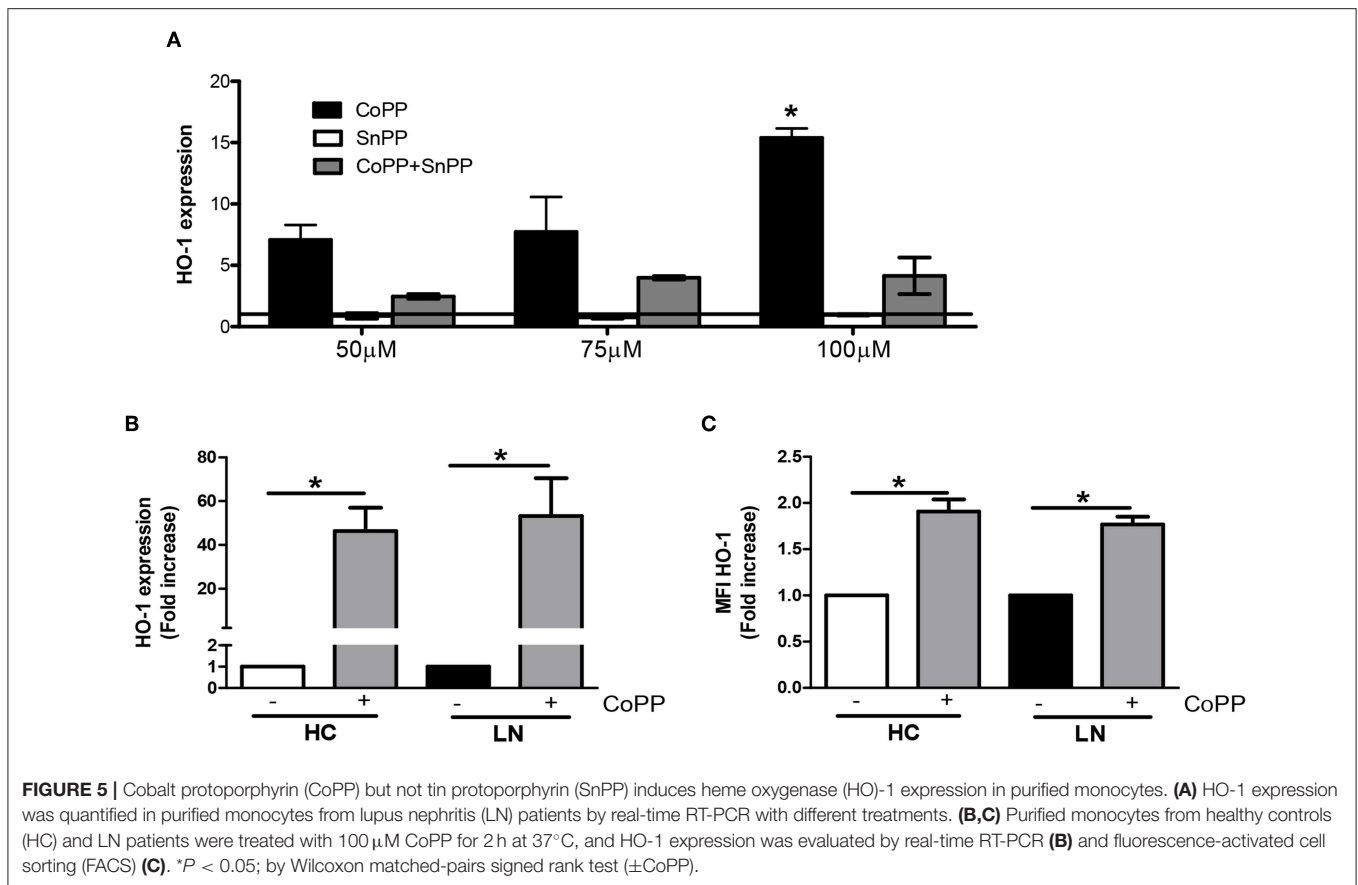 A
20
15
10
5
0
HO-1 expression
CoPP
SnPP
CoPP+SnPP
*
50µM
75µM
100µM
B
80
60
40
20
2
1
0
HO-1 expression
(Fold increase)
*
*
- + - + CoPP
HC
LN
C
2.5
2.0
1.5
1.0
0.5
0.0
MFI HO-1
(Fold increase)
*
*
- + - + CoPP
HC
LN
FIGURE 5 | Cobalt protoporphyrin (CoPP) but not tin protoporphyrin (SnPP) induces heme oxygenase (HO)-1 expression in purified monocytes. (A) HO-1 expression
was quantified in purified monocytes from lupus nephritis (LN) patients by real-time RT-PCR with different treatments. (B,C) Purified monocytes from healthy controls
(HC) and LN patients were treated with 100 µM CoPP for 2 h at 37°C, and HO-1 expression was evaluated by real-time RT-PCR (B) and fluorescence-activated cell
sorting (FACS) (C). *P < 0.05; by Wilcoxon matched-pairs signed rank test (±CoPP).